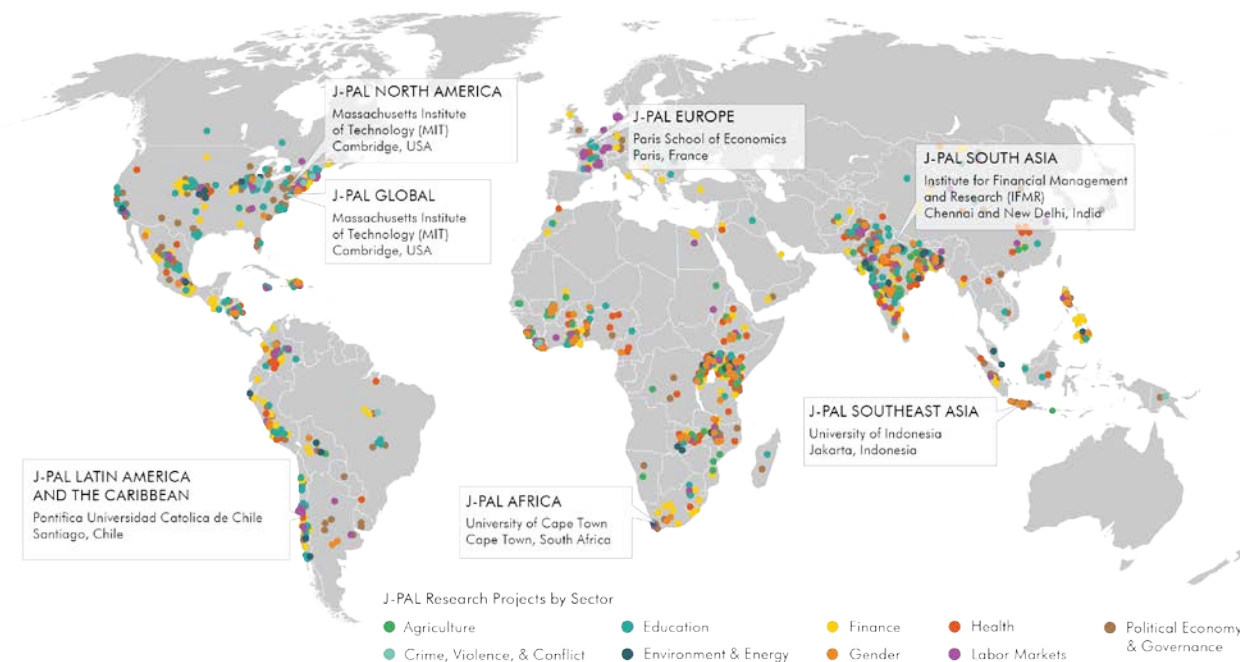 J-PAL NORTH AMERICA
Massachusetts Institute
of Technology (MIT)
Cambridge, USA
J-PAL GLOBAL
Massachusetts Institute
of Technology (MIT)
Cambridge, USA
J-PAL EUROPE
Paris School of Economics
Paris, France
J-PAL SOUTH ASIA
Institute for Financial Management
and Research (IFMR)
Chennai and New Delhi, India
J-PAL SOUTHEAST ASIA
University of Indonesia
Jakarta, Indonesia
J-PAL LATIN AMERICA
AND THE CARIBBEAN
Pontifica Universidad Catolica de Chile
Santiago, Chile
J-PAL AFRICA
University of Cape Town
Cape Town, South Africa
J-PAL Research Projects by Sector
Agriculture
Education
Finance
Health
Political Economy
& Governance
Crime, Violence, & Conflict
Environment & Energy
Gender
Labor Markets